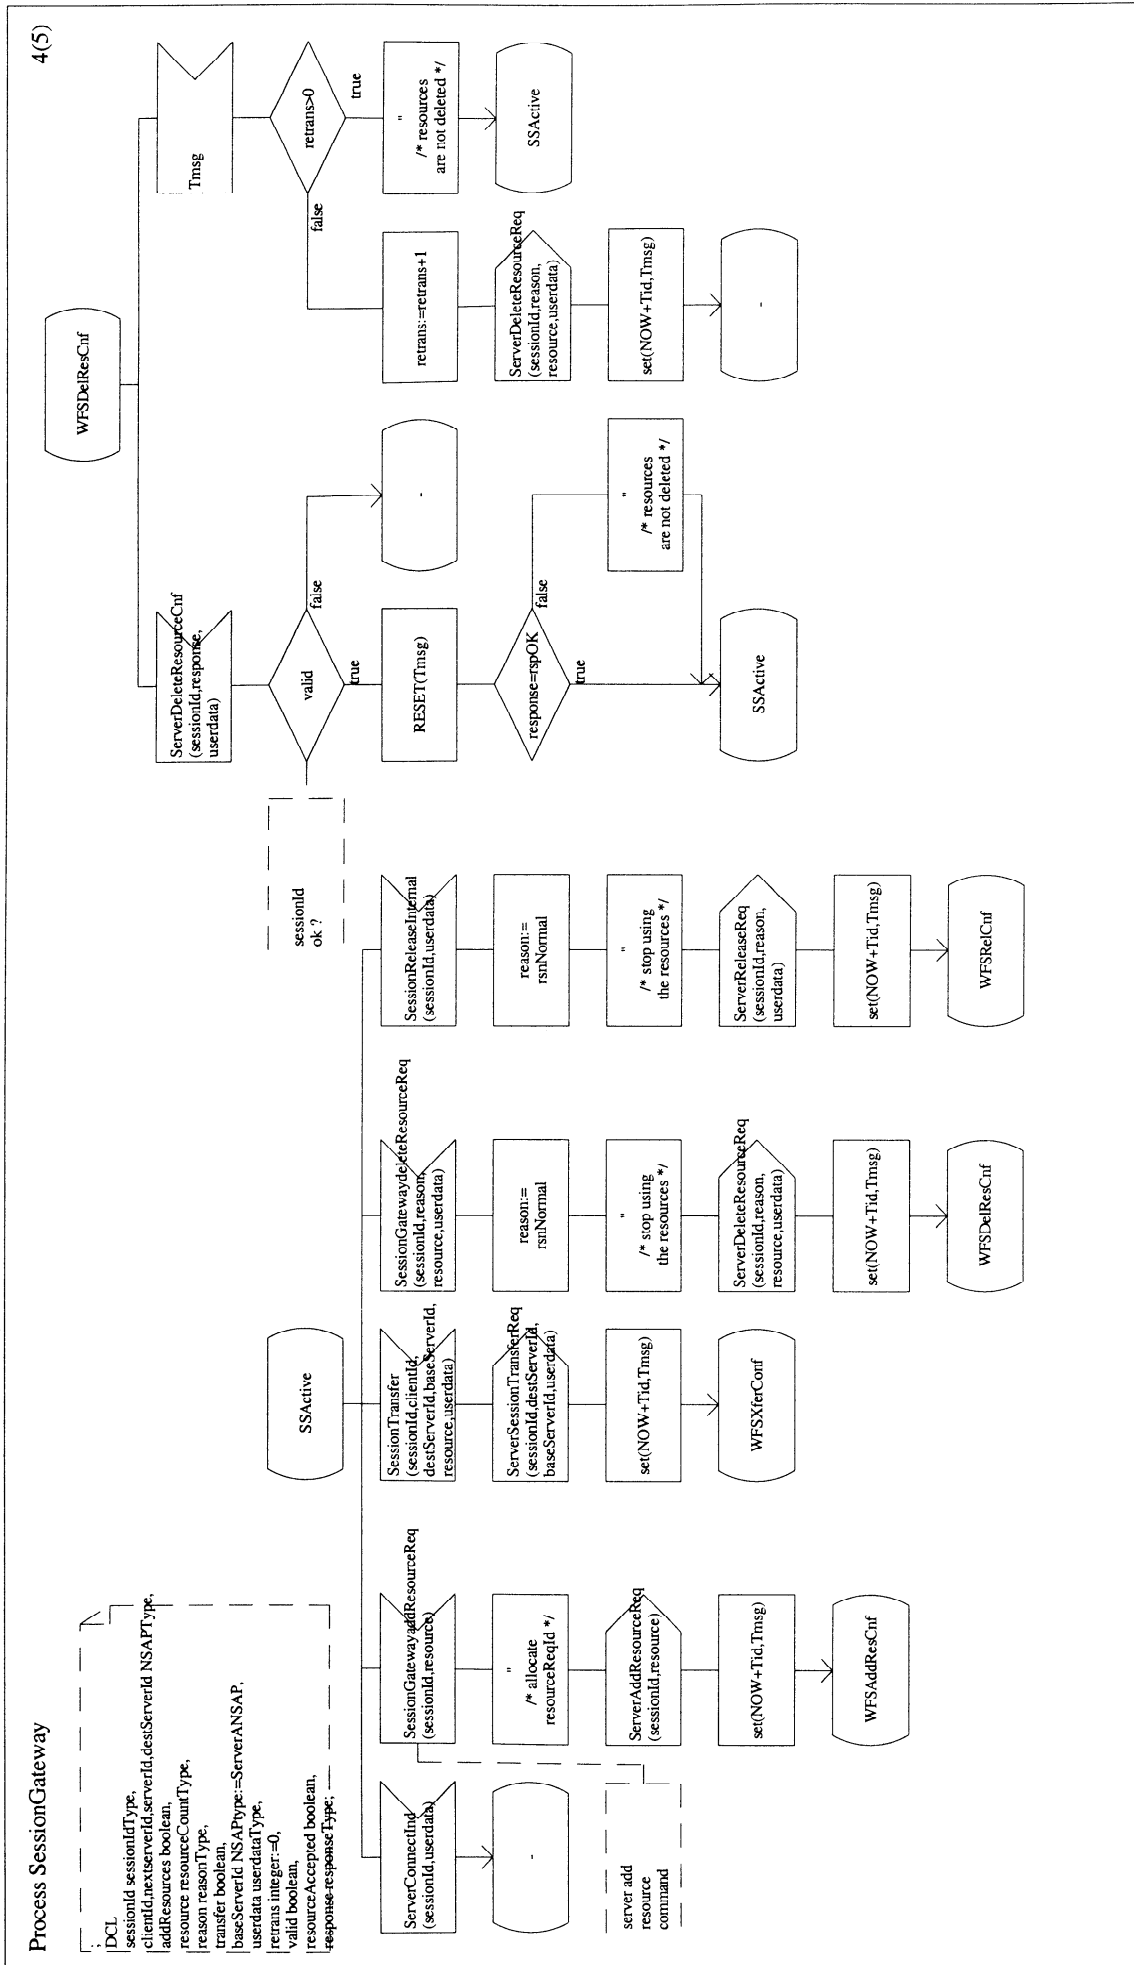 Process SessionGateway
4(5)
;
DCL
sessionId sessionIdType,
clientId,nextserverId,serverId,destServerId NSAPType,
addResources boolean,
resource resourceCountType,
reason reasonType,
transfer boolean,
baseServerId NSAPtype:=ServerANSAP,
userdata userdataType,
retrans integer:=0,
valid boolean,
resourceAccepted boolean,
response responseType;
SSActive
ServerConnectInd
(sessionId,userdata)
-
SessionGatewayaddResourceReq
(sessionId,resource)
server add
resource
command
''
/* allocate
resourceReqId */
ServerAddResourceReq
(sessionId,resource)
set(NOW+Tid,Tmsg)
WFSAddResCnf
SessionTransfer
(sessionId,clientId,
destServerId,baseServerId,
resource,userdata)
ServerSessionTransferReq
(sessionId,destServerId,
baseServerId,userdata)
set(NOW+Tid,Tmsg)
WFSXferConf
SessionGatewaydeleteResourceReq
(sessionId,reason,
resource,userdata)
reason:=
rsnNormal
''
/* stop using
the resources */
ServerDeleteResourceReq
(sessionId,reason,
resource,userdata)
set(NOW+Tid,Tmsg)
WFSDelResCnf
SessionReleaseInternal
(sessionId,userdata)
reason:=
rsnNormal
''
/* stop using
the resources */
ServerReleaseReq
(sessionId,reason,
userdata)
set(NOW+Tid,Tmsg)
WFSRelCnf
WFSDelResCnf
ServerDeleteResourceCnf
(sessionId,response,
userdata)
sessionId
ok ?
valid
false
true
-
RESET(Tmsg)
response=rspOK
false
true
''
/* resources
are not deleted */
SSActive
Tmsg
retrans>0
false
true
retrans:=retrans+1
ServerDeleteResourceReq
(sessionId,reason,
resource,userdata)
set(NOW+Tid,Tmsg)
-
''
/* resources
are not deleted */
SSActive